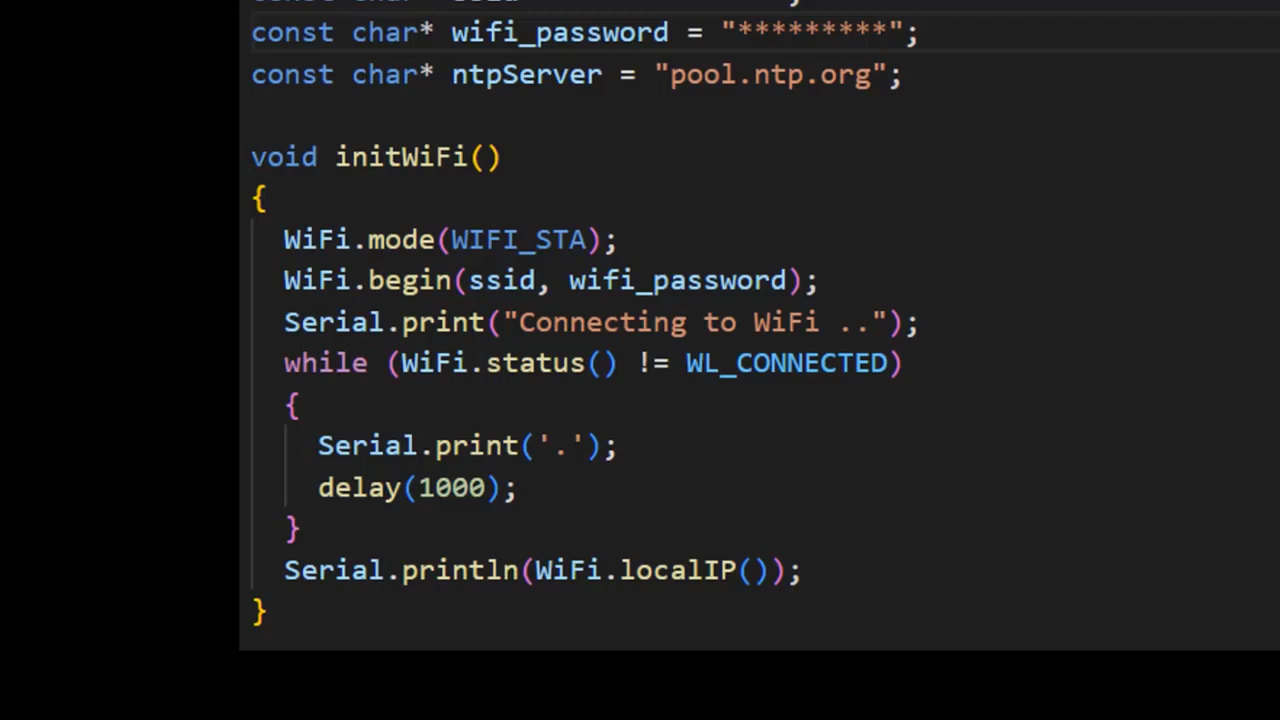 const char* wifi_password = "*********";
const char* ntpServer = "pool.ntp.org";
void initWiFi()
{
WiFi.mode(WIFI_STA);
WiFi.begin(ssid, wifi_password);
Serial.print("Connecting to WiFi ..");
while (WiFi.status() != WL_CONNECTED)
{
Serial.print('.');
delay(1000);
}
Serial.println(WiFi.localIP());
}